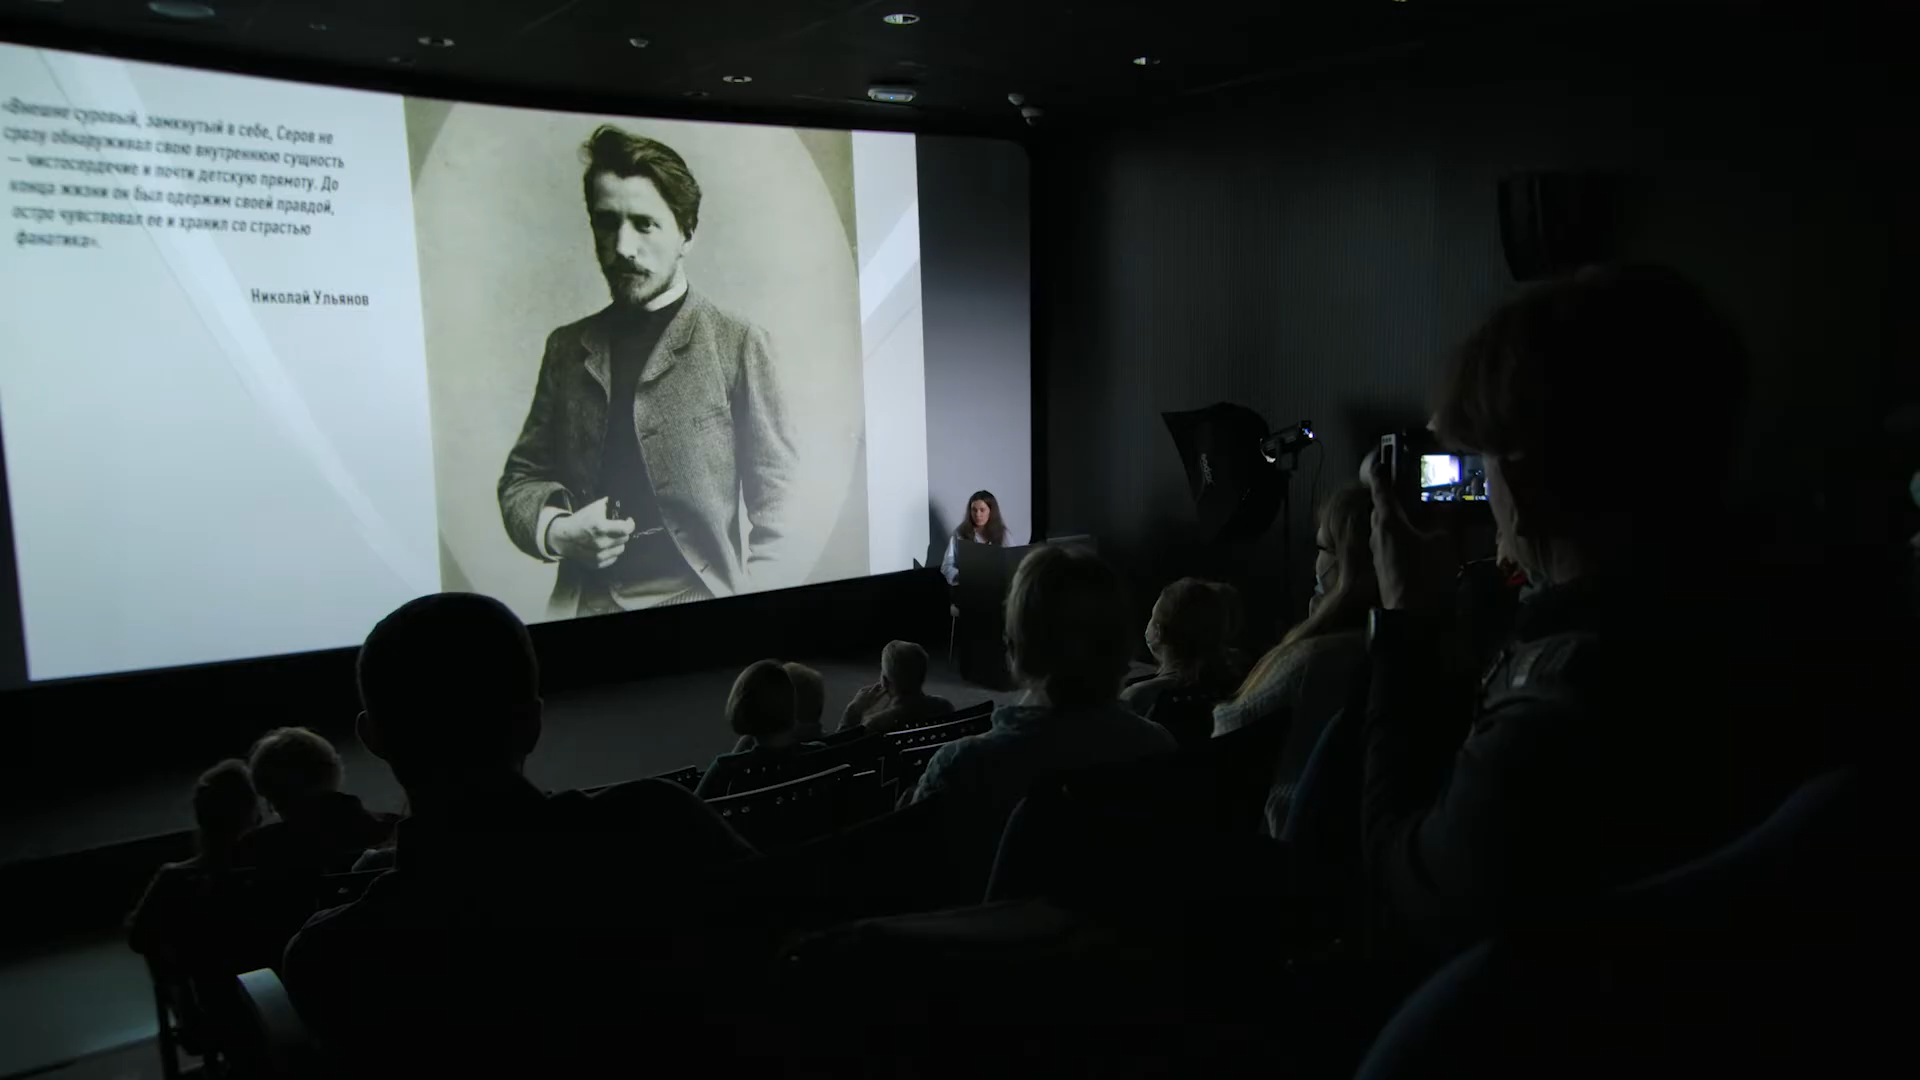 «Внешне суровый, замкнутый в себе, Серов не
сразу обнаруживал свою внутреннюю сущность
— чистосердечие и почти детскую прямоту. До
конца жизни он был одержим своей правдой,
остро чувствовал ее и хранил со страстью
фанатика».
Николай Ульянов
Godox